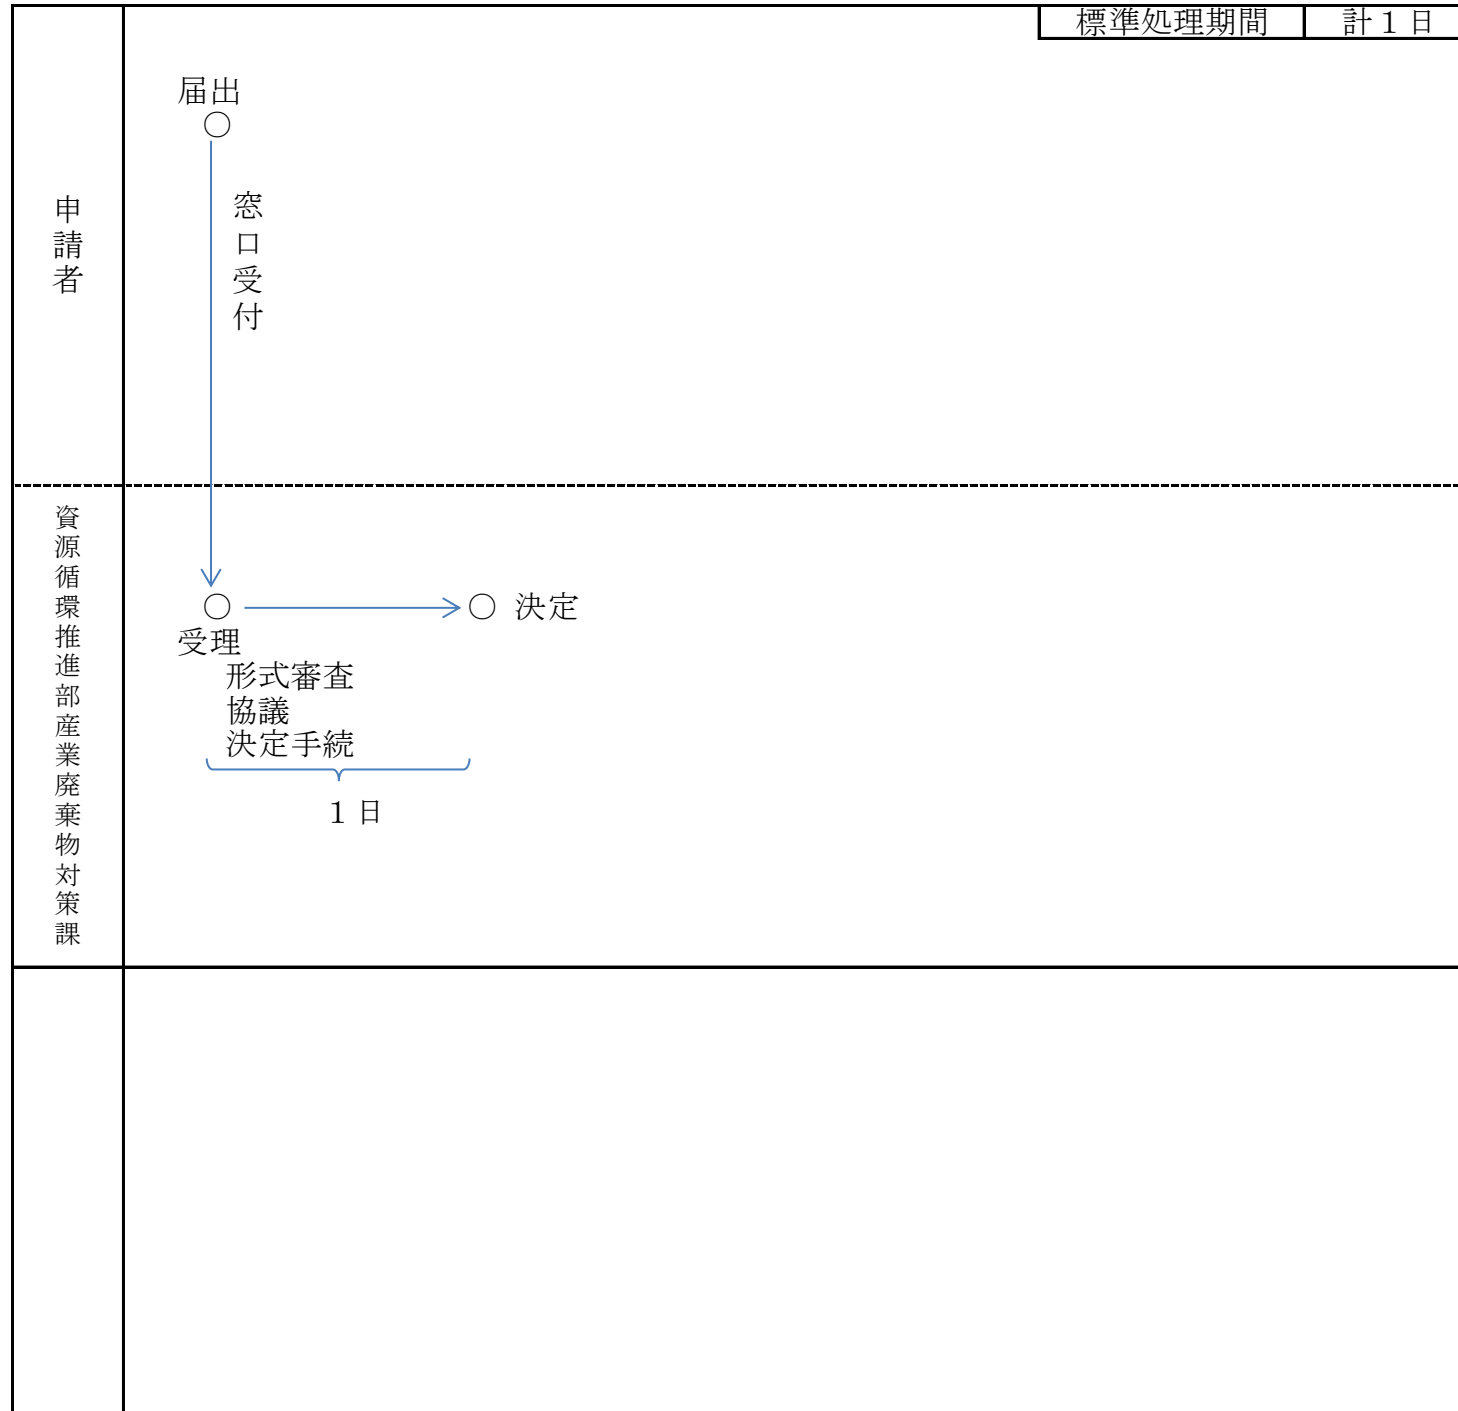 標準処理期間 計１日
届出
○
窓口受付
申請者
資源循環推進部産業廃棄物対策課
○ ○ 決定
受理
形式審査
協議
決定手続
１日